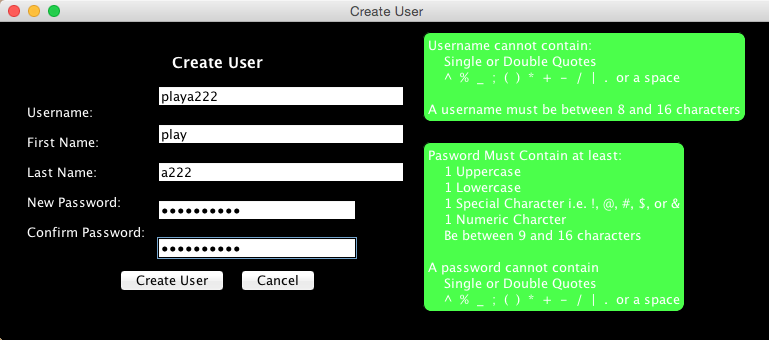 Create User
Create User
Username:
playa222
First Name:
play
Last Name:
a222
New Password:
●●●●●●●●●●
Confirm Password:
●●●●●●●●●●
Create User
Cancel
Username cannot contain:
Single or Double Quotes
^ % _ ; ( ) * + - / | . or a space
A username must be between 8 and 16 characters
Pasword Must Contain at least:
1 Uppercase
1 Lowercase
1 Special Character i.e. !, @, #, $, or &
1 Numeric Charcter
Be between 9 and 16 characters
A password cannot contain
Single or Double Quotes
^ % _ ; ( ) * + - / | . or a space